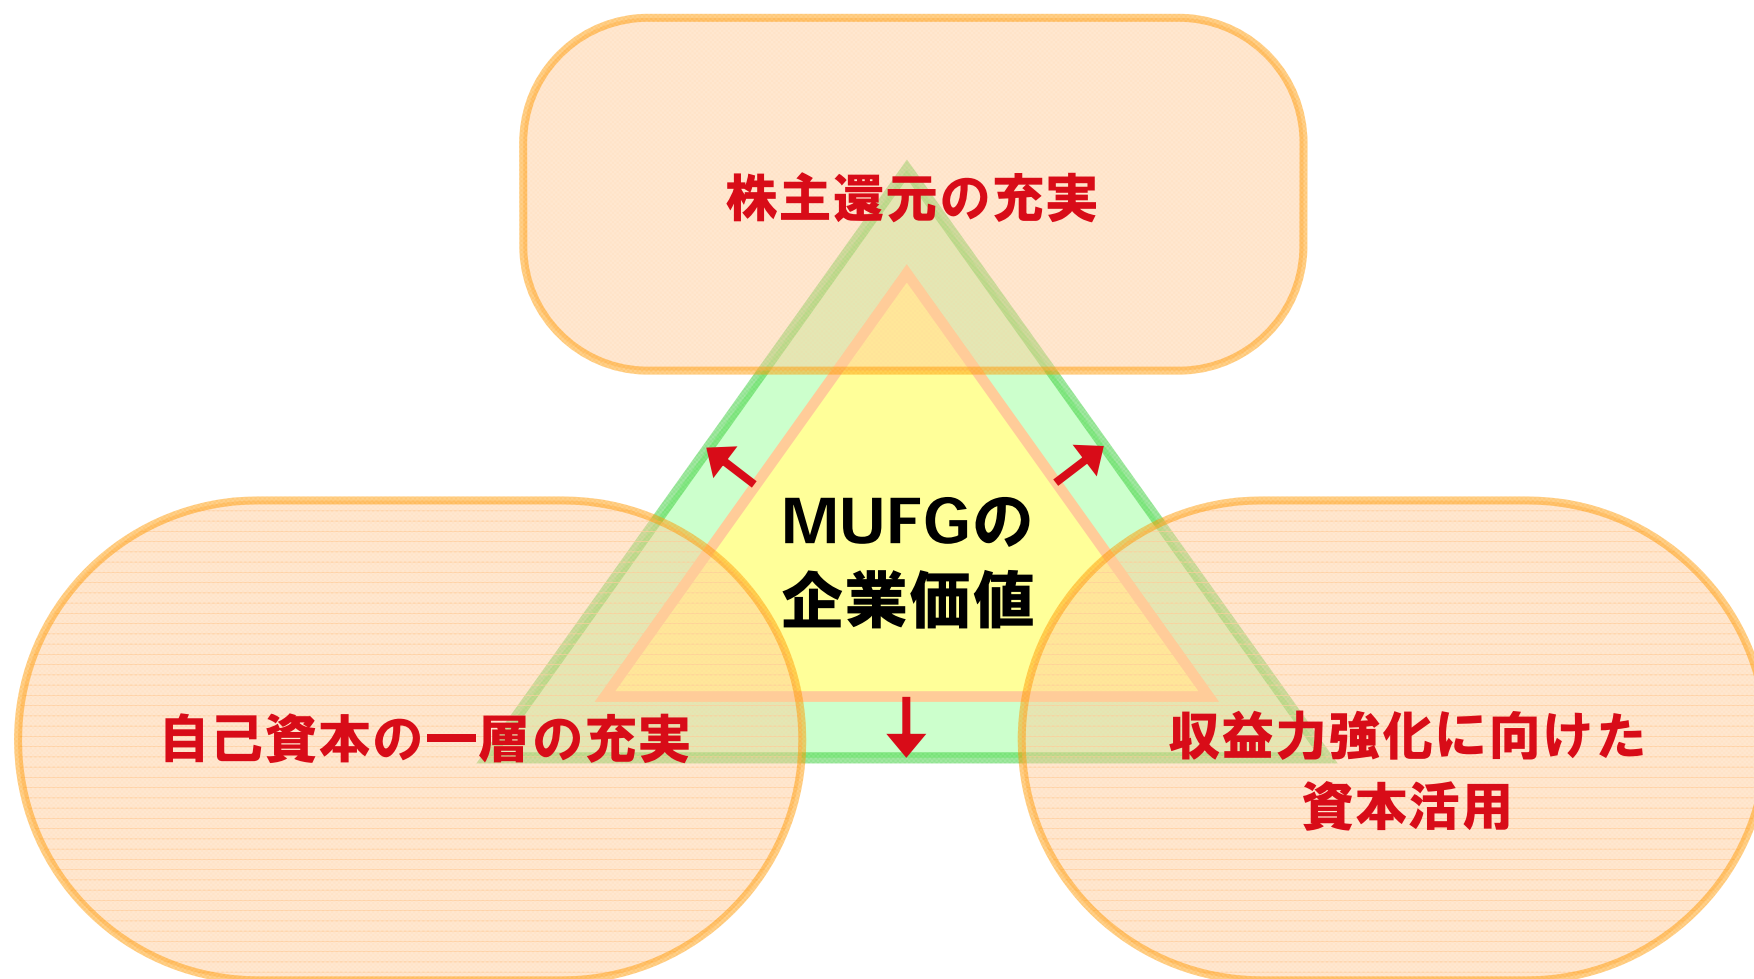 株主還元の充実
MUFGの
企業価値
自己資本の一層の充実
収益力強化に向けた
資本活用